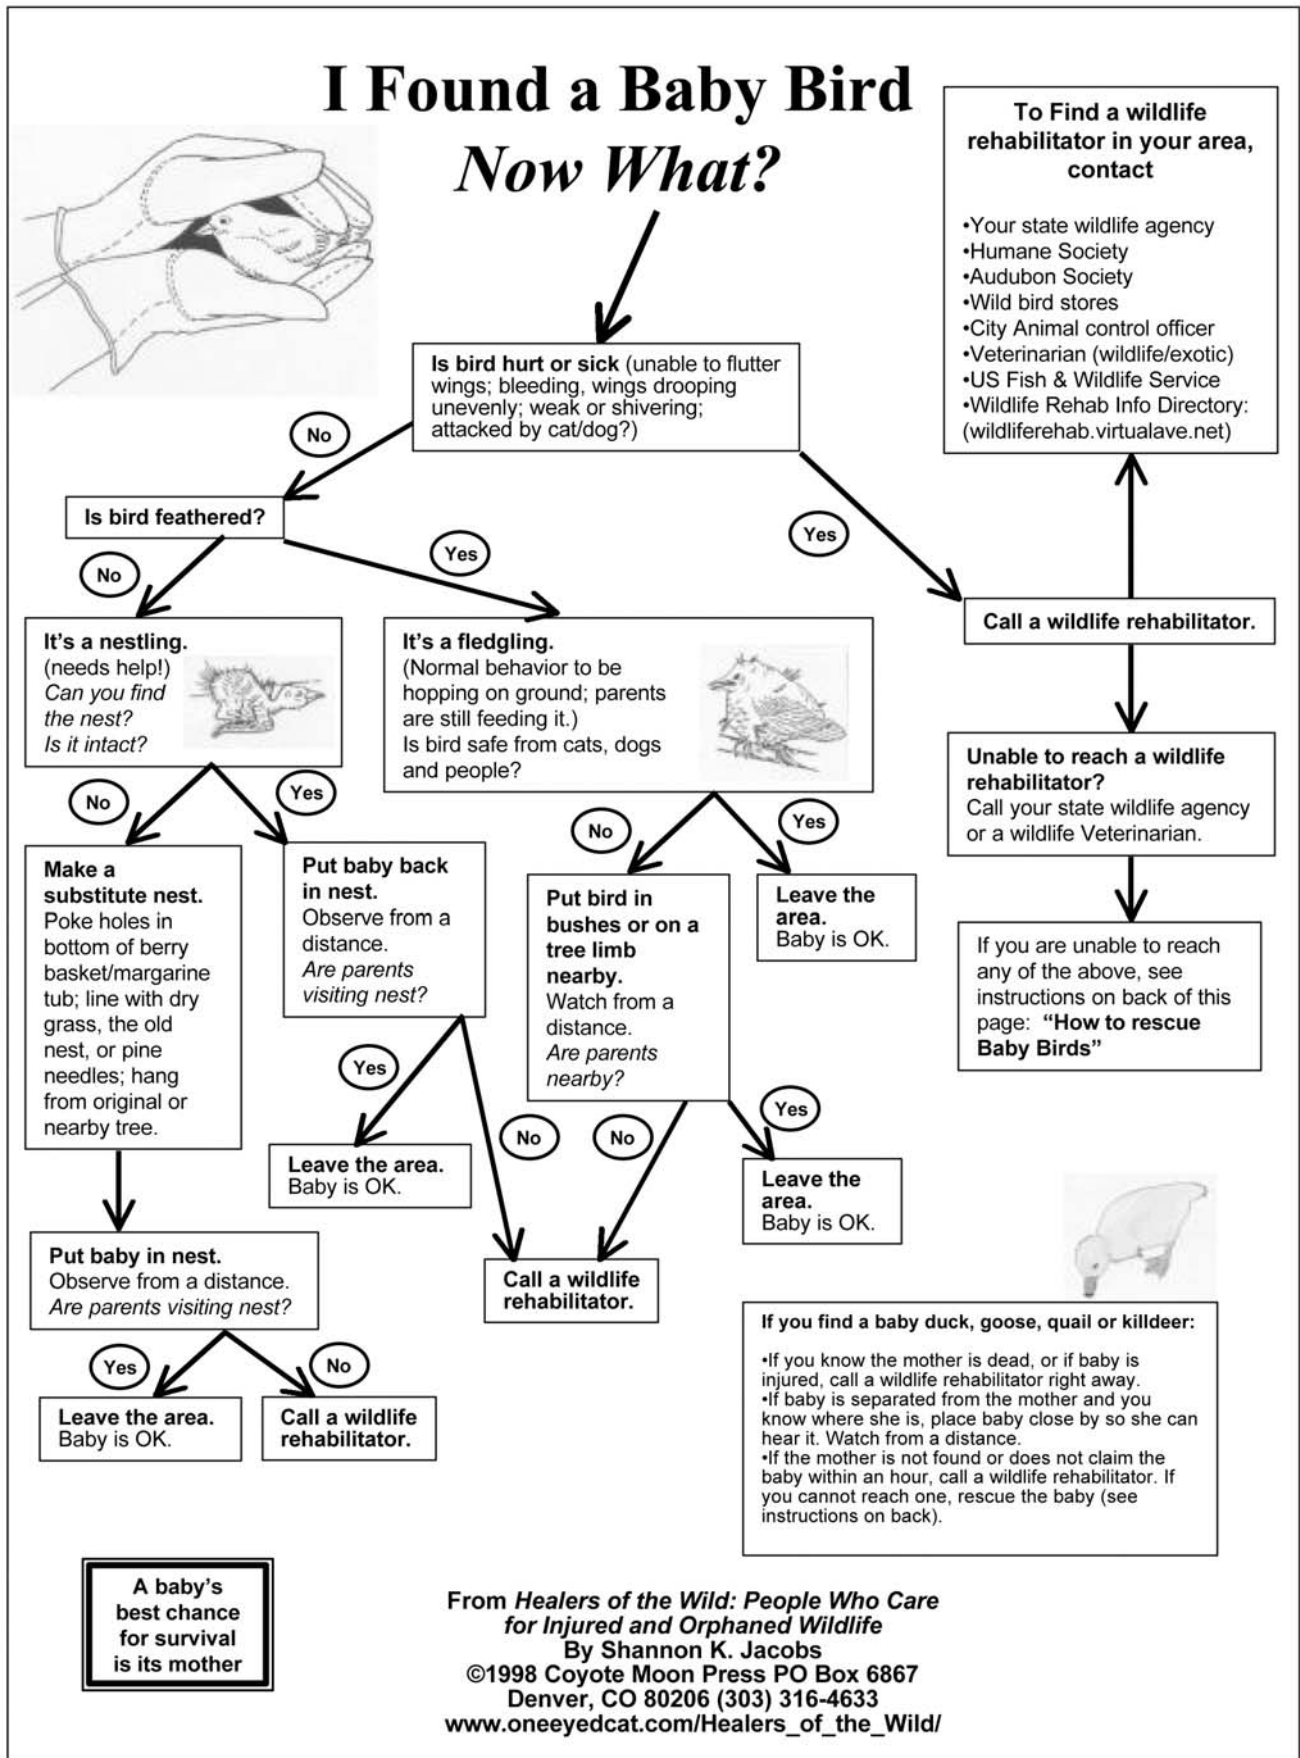 I Found a Baby Bird
Now What?
To Find a wildlife
rehabilitator in your area,
contact
•Your state wildlife agency
•Humane Society
•Audubon Society
•Wild bird stores
•City Animal control officer
•Veterinarian (wildlife/exotic)
•US Fish & Wildlife Service
•Wildlife Rehab Info Directory:
(wildliferehab.virtualave.net)
Is bird hurt or sick (unable to flutter
wings; bleeding, wings drooping
unevenly; weak or shivering;
attacked by cat/dog?)
No
Yes
Is bird feathered?
No
Yes
Call a wildlife rehabilitator.
It's a nestling.
(needs help!)
Can you find
the nest?
Is it intact?
It's a fledgling.
(Normal behavior to be
hopping on ground; parents
are still feeding it.)
Is bird safe from cats, dogs
and people?
Unable to reach a wildlife
rehabilitator?
Call your state wildlife agency
or a wildlife Veterinarian.
No
Yes
No
Yes
Make a
substitute nest.
Poke holes in
bottom of berry
basket/margarine
tub; line with dry
grass, the old
nest, or pine
needles; hang
from original or
nearby tree.
Put baby back
in nest.
Observe from a
distance.
Are parents
visiting nest?
Put bird in
bushes or on a
tree limb
nearby.
Watch from a
distance.
Are parents
nearby?
Leave the
area.
Baby is OK.
If you are unable to reach
any of the above, see
instructions on back of this
page: "How to rescue
Baby Birds"
Yes
No
No
Yes
Leave the area.
Baby is OK.
Leave the
area.
Baby is OK.
Put baby in nest.
Observe from a distance.
Are parents visiting nest?
Call a wildlife
rehabilitator.
Yes
No
Leave the area.
Baby is OK.
Call a wildlife
rehabilitator.
If you find a baby duck, goose, quail or killdeer:
•If you know the mother is dead, or if baby is
injured, call a wildlife rehabilitator right away.
•If baby is separated from the mother and you
know where she is, place baby close by so she can
hear it. Watch from a distance.
•If the mother is not found or does not claim the
baby within an hour, call a wildlife rehabilitator. If
you cannot reach one, rescue the baby (see
instructions on back).
A baby's
best chance
for survival
is its mother
From Healers of the Wild: People Who Care
for Injured and Orphaned Wildlife
By Shannon K. Jacobs
©1998 Coyote Moon Press PO Box 6867
Denver, CO 80206 (303) 316-4633
www.oneeyedcat.com/Healers_of_the_Wild/